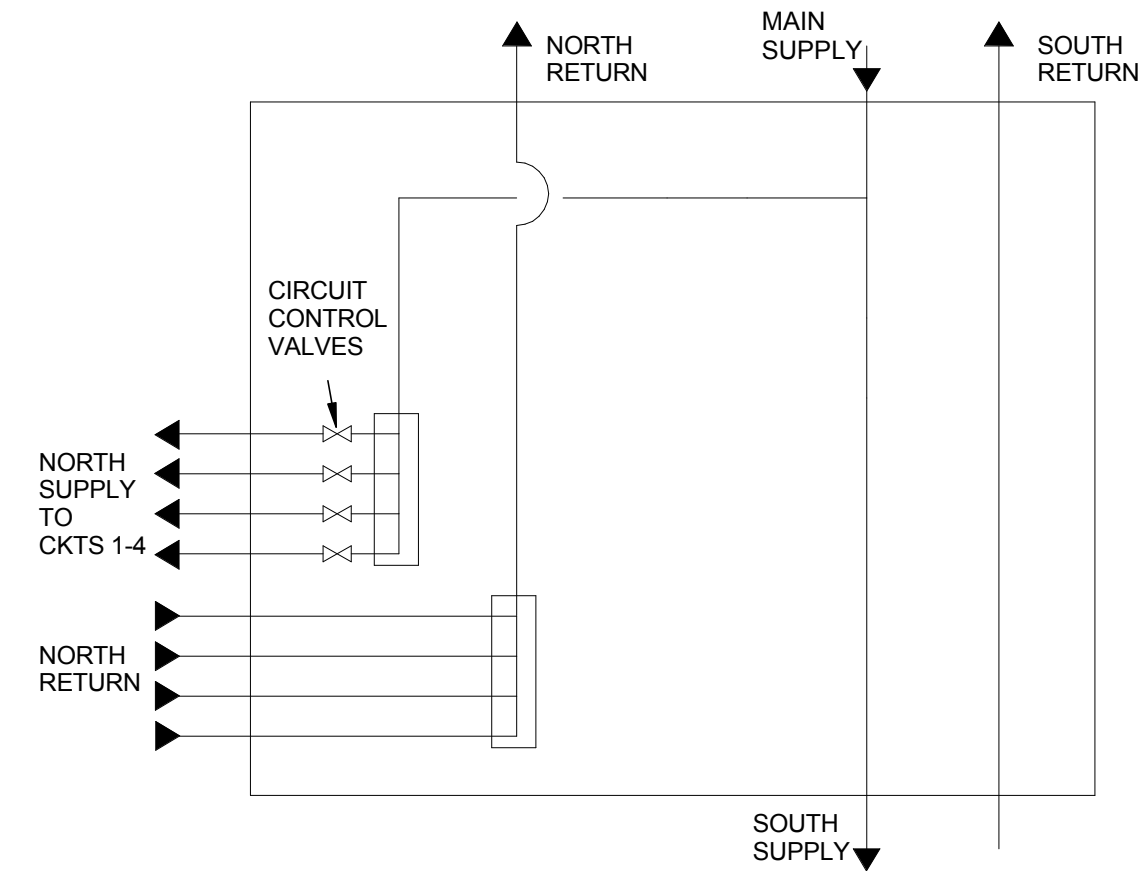 NORTH
RETURN
MAIN
SUPPLY
SOUTH
RETURN
CIRCUIT
CONTROL
VALVES
NORTH
SUPPLY
TO
CKTS 1-4
NORTH
RETURN
SOUTH
SUPPLY